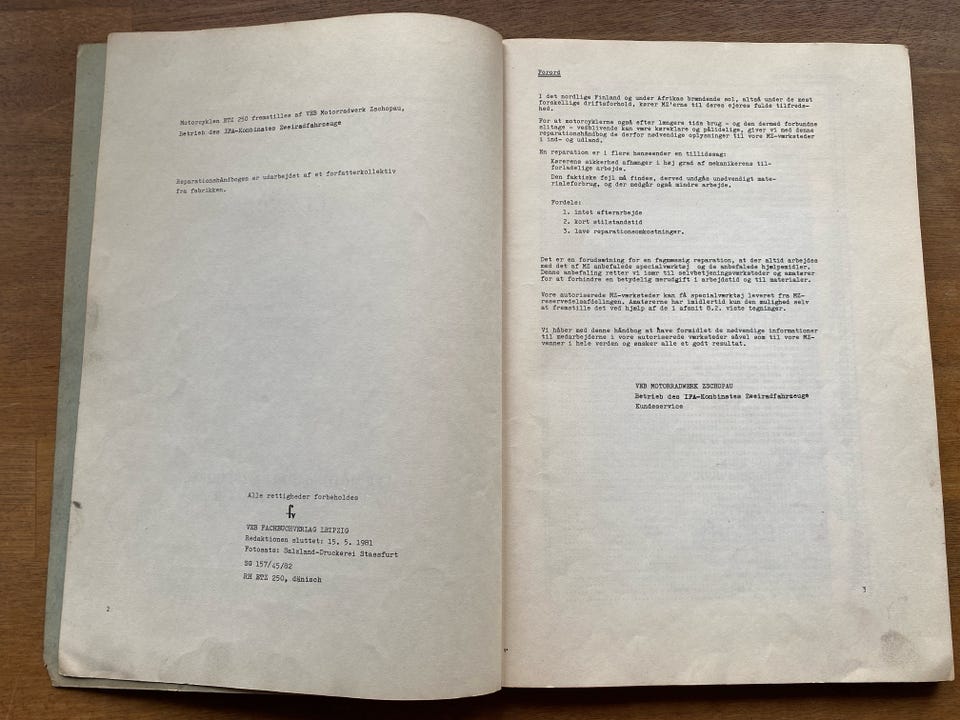 Motorcyklen ETZ 250 fremstilles af VEB Motorradwerk Zschopau,
Betrieb des IFA-Kombinates Zweiradfahrzeuge
Reparationshåndbogen er udarbejdet af et forfatterkollektiv
fra fabrikken.
Alle rettigheder forbeholdes
fv
VEB FACHBUCHVERLAG LEIPZIG
Redaktionen sluttet: 15. 5. 1981
Fotosats: Salzland-Druckerei Stassfurt
SG 157/45/82
RH ETZ 250, dänisch
2
Forord
I det nordlige Finland og under Afrikas brændende sol, altså under de mest
forskellige driftsforhold, kører MZ'erne til deres ejeres fulde tilfreds-
hed.
For at motorcyklerne også efter længere tids brug - og den dermed forbundne
slitage - vedblivende kan være køreklare og pålidelige, giver vi med denne
reparationshåndbog de derfor nødvendige oplysninger til vore MZ-værksteder
i ind- og udland.
En reparation er i flere henseender en tillidssag:
Kørerens sikkerhed afhænger i høj grad af mekanikerens til-
forladelige arbejde.
Den faktiske fejl må findes, derved undgås unødvendigt mate-
rialeforbrug, og der medgår også mindre arbejde.
Fordele:
1. intet efterarbejde
2. kort stilstandstid
3. lave reparationsomkostninger.
Det er en forudsætning for en fagmæssig reparation, at der altid arbejdes
med det af MZ anbefalede specialværktøj og de anbefalede hjælpemidler.
Denne anbefaling retter vi især til selvbetjeningsværksteder og amatører
for at forhindre en betydelig merudgift i arbejdstid og til materialer.
Vore autoriserede MZ-værksteder kan få specialværktøj leveret fra MZ-
reservedelsafdelingen. Amatørerne har imidlertid kun den mulighed selv
at fremstille det ved hjælp af de i afsnit 8.2. viste tegninger.
Vi håber med denne håndbog at have formidlet de nødvendige informationer
til medarbejderne i vore autoriserede værksteder såvel som til vore MZ-
venner i hele verden og ønsker alle et godt resultat.
VEB MOTORRADWERK ZSCHOPAU
Betrieb des IFA-Kombinates Zweiradfahrzeuge
Kundeservice
3